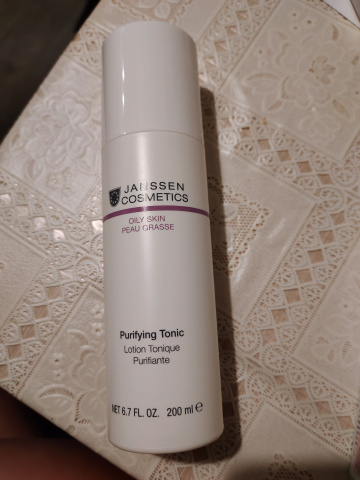 JANSSEN
COSMETICS
OILY SKIN
PEAU GRASSE
Purifying Tonic
Lotion Tonique
Purifiante
NET 6.7 FL. OZ. 200 ml ℮